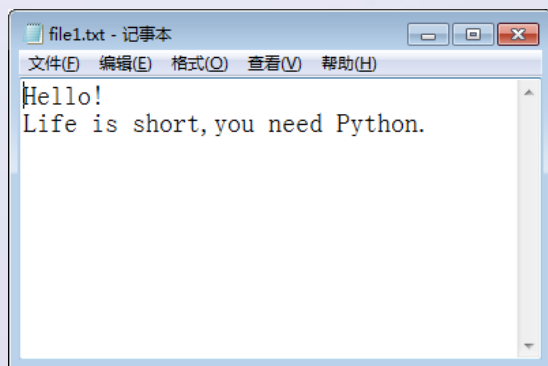 file1.txt - 记事本
文件(F) 编辑(E) 格式(O) 查看(V) 帮助(H)
Hello!
Life is short,you need Python.